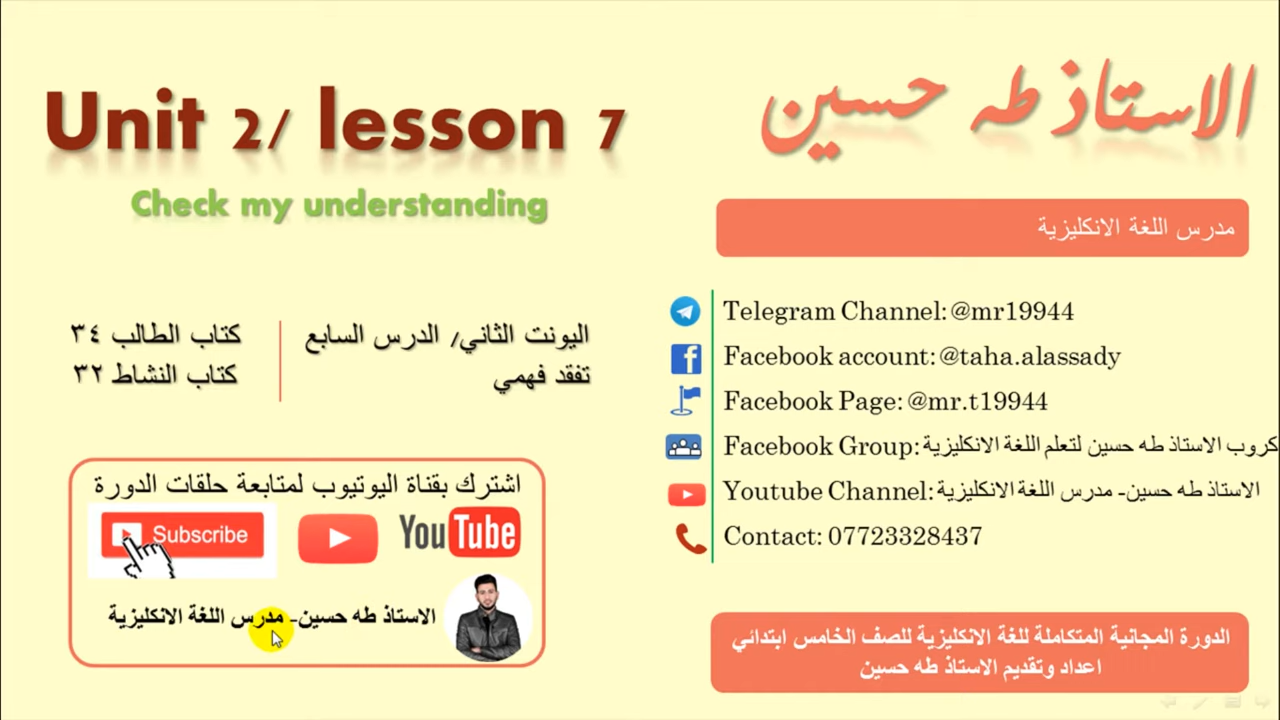 Unit 2/ lesson 7
Check my understanding
اليونت الثاني/ الدرس السابع
تفقد فهمي
كتاب الطالب ٣٤
كتاب النشاط ٣٢
اشترك بقناة اليوتيوب لمتابعة حلقات الدورة
Subscribe
YouTube
الاستاذ طه حسين- مدرس اللغة الانكليزية
الاستاذ طه حسين
مدرس اللغة الانكليزية
Telegram Channel: @mr19944
Facebook account: @taha.alassady
Facebook Page: @mr.t19944
Facebook Group: كروب الاستاذ طه حسين لتعلم اللغة الانكليزية
Youtube Channel: الاستاذ طه حسين- مدرس اللغة الانكليزية
Contact: 07723328437
الدورة المجانية المتكاملة للغة الانكليزية للصف الخامس ابتدائي
اعداد وتقديم الاستاذ طه حسين